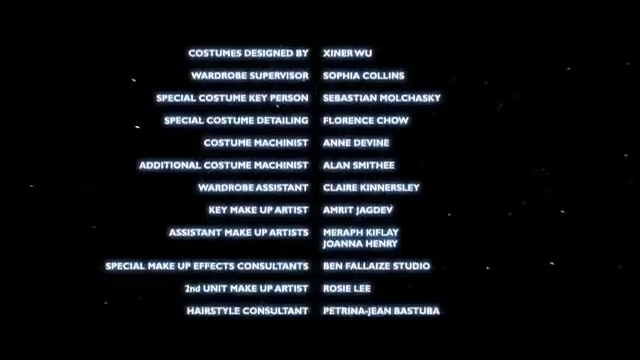 COSTUMES DESIGNED BY XINER WU
WARDROBE SUPERVISOR SOPHIA COLLINS
SPECIAL COSTUME KEY PERSON SEBASTIAN MOLCHASKY
SPECIAL COSTUME DETAILING FLORENCE CHOW
COSTUME MACHINIST ANNE DEVINE
ADDITIONAL COSTUME MACHINIST ALAN SMITHEE
WARDROBE ASSISTANT CLAIRE KINNERSLEY
KEY MAKE UP ARTIST AMRIT JAGDEV
ASSISTANT MAKE UP ARTISTS MERAPH KIFLAY
JOANNA HENRY
SPECIAL MAKE UP EFFECTS CONSULTANTS BEN FALLAIZE STUDIO
2nd UNIT MAKE UP ARTIST ROSIE LEE
HAIRSTYLE CONSULTANT PETRINA-JEAN BASTUBA